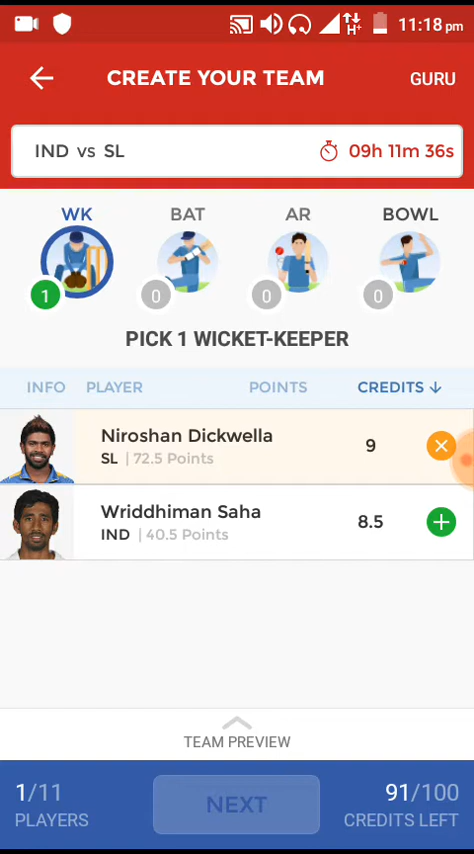 H+ 11:18 pm
CREATE YOUR TEAM GURU
IND vs SL 09h 11m 36s
WK BAT AR BOWL
1 0 0 0
PICK 1 WICKET-KEEPER
INFO PLAYER POINTS CREDITS
Niroshan Dickwella 9
SL | 72.5 Points
Wriddhiman Saha 8.5
IND | 40.5 Points
TEAM PREVIEW
1/11 NEXT 91/100
PLAYERS CREDITS LEFT